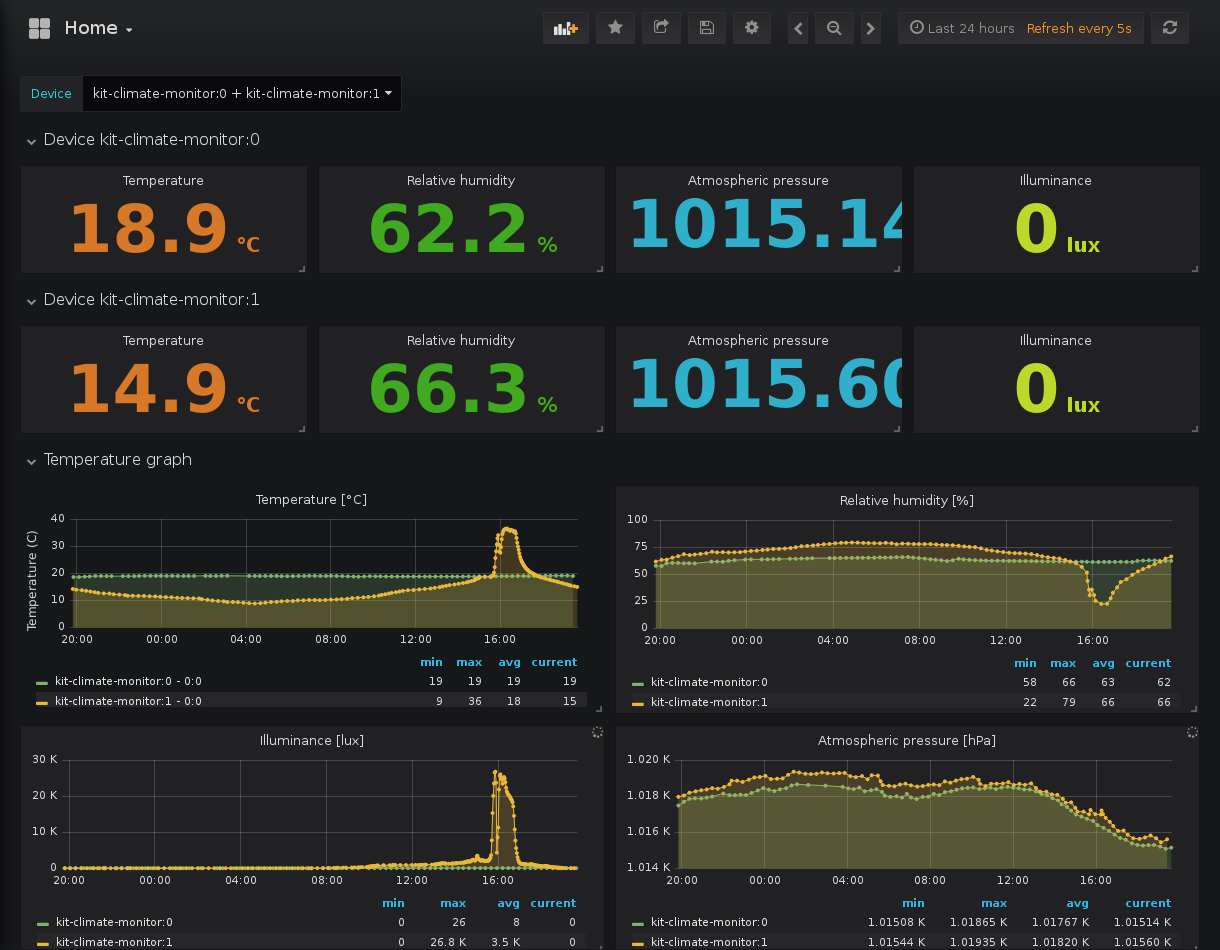 Home
Last 24 hours Refresh every 5s
Device kit-climate-monitor:0 + kit-climate-monitor:1
Device kit-climate-monitor:0
Temperature Relative humidity Atmospheric pressure Illuminance
18.9 °C 62.2 % 1015.14 0 lux
Device kit-climate-monitor:1
Temperature Relative humidity Atmospheric pressure Illuminance
14.9 °C 66.3 % 1015.60 0 lux
Temperature graph
Temperature [°C]
Temperature (C)
40
30
20
10
0
20:00 00:00 04:00 08:00 12:00 16:00
min max avg current
kit-climate-monitor:0 - 0:0 19 19 19 19
kit-climate-monitor:1 - 0:0 9 36 18 15
Relative humidity [%]
100
75
50
25
0
20:00 00:00 04:00 08:00 12:00 16:00
min max avg current
kit-climate-monitor:0 58 66 63 62
kit-climate-monitor:1 22 79 66 66
Illuminance [lux]
30 K
20 K
10 K
0
20:00 00:00 04:00 08:00 12:00 16:00
min max avg current
kit-climate-monitor:0 0 26 8 0
kit-climate-monitor:1 0 26.8 K 3.5 K 0
Atmospheric pressure [hPa]
1.020 K
1.018 K
1.016 K
1.014 K
20:00 00:00 04:00 08:00 12:00 16:00
min max avg current
kit-climate-monitor:0 1.01508 K 1.01865 K 1.01767 K 1.01514 K
kit-climate-monitor:1 1.01544 K 1.01935 K 1.01820 K 1.01560 K